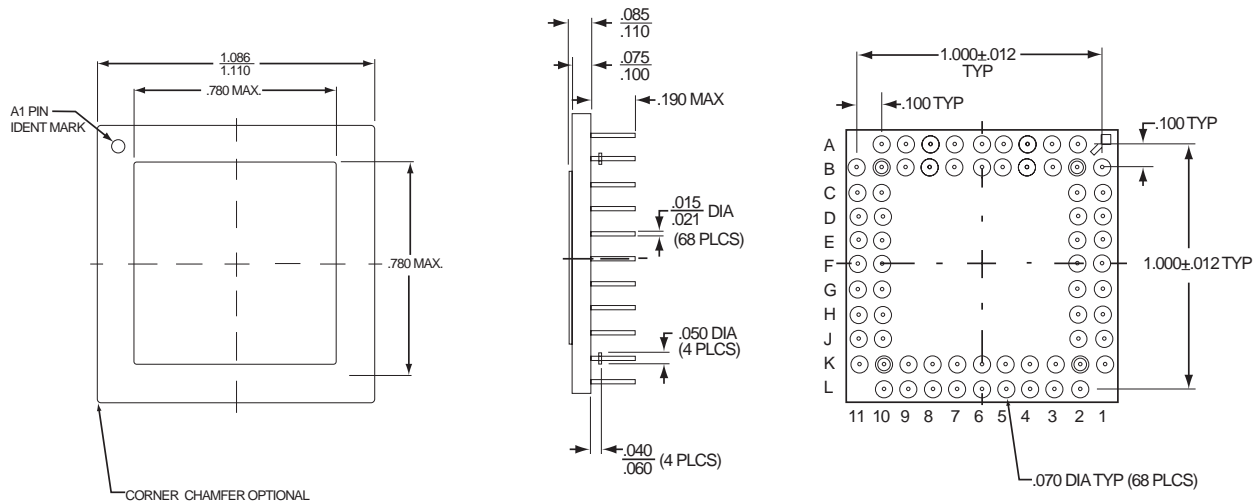 1.086
1.110
.780 MAX.
A1 PIN
IDENT MARK
.780 MAX.
CORNER CHAMFER OPTIONAL
.085
.110
.075
.100
.190 MAX
.015
.021 DIA
(68 PLCS)
.050 DIA
(4 PLCS)
.040
.060 (4 PLCS)
1.000±.012
TYP
.100 TYP
.100 TYP
A
B
C
D
E
F
G
H
J
K
L
1.000±.012 TYP
11 10 9 8 7 6 5 4 3 2 1
.070 DIA TYP (68 PLCS)